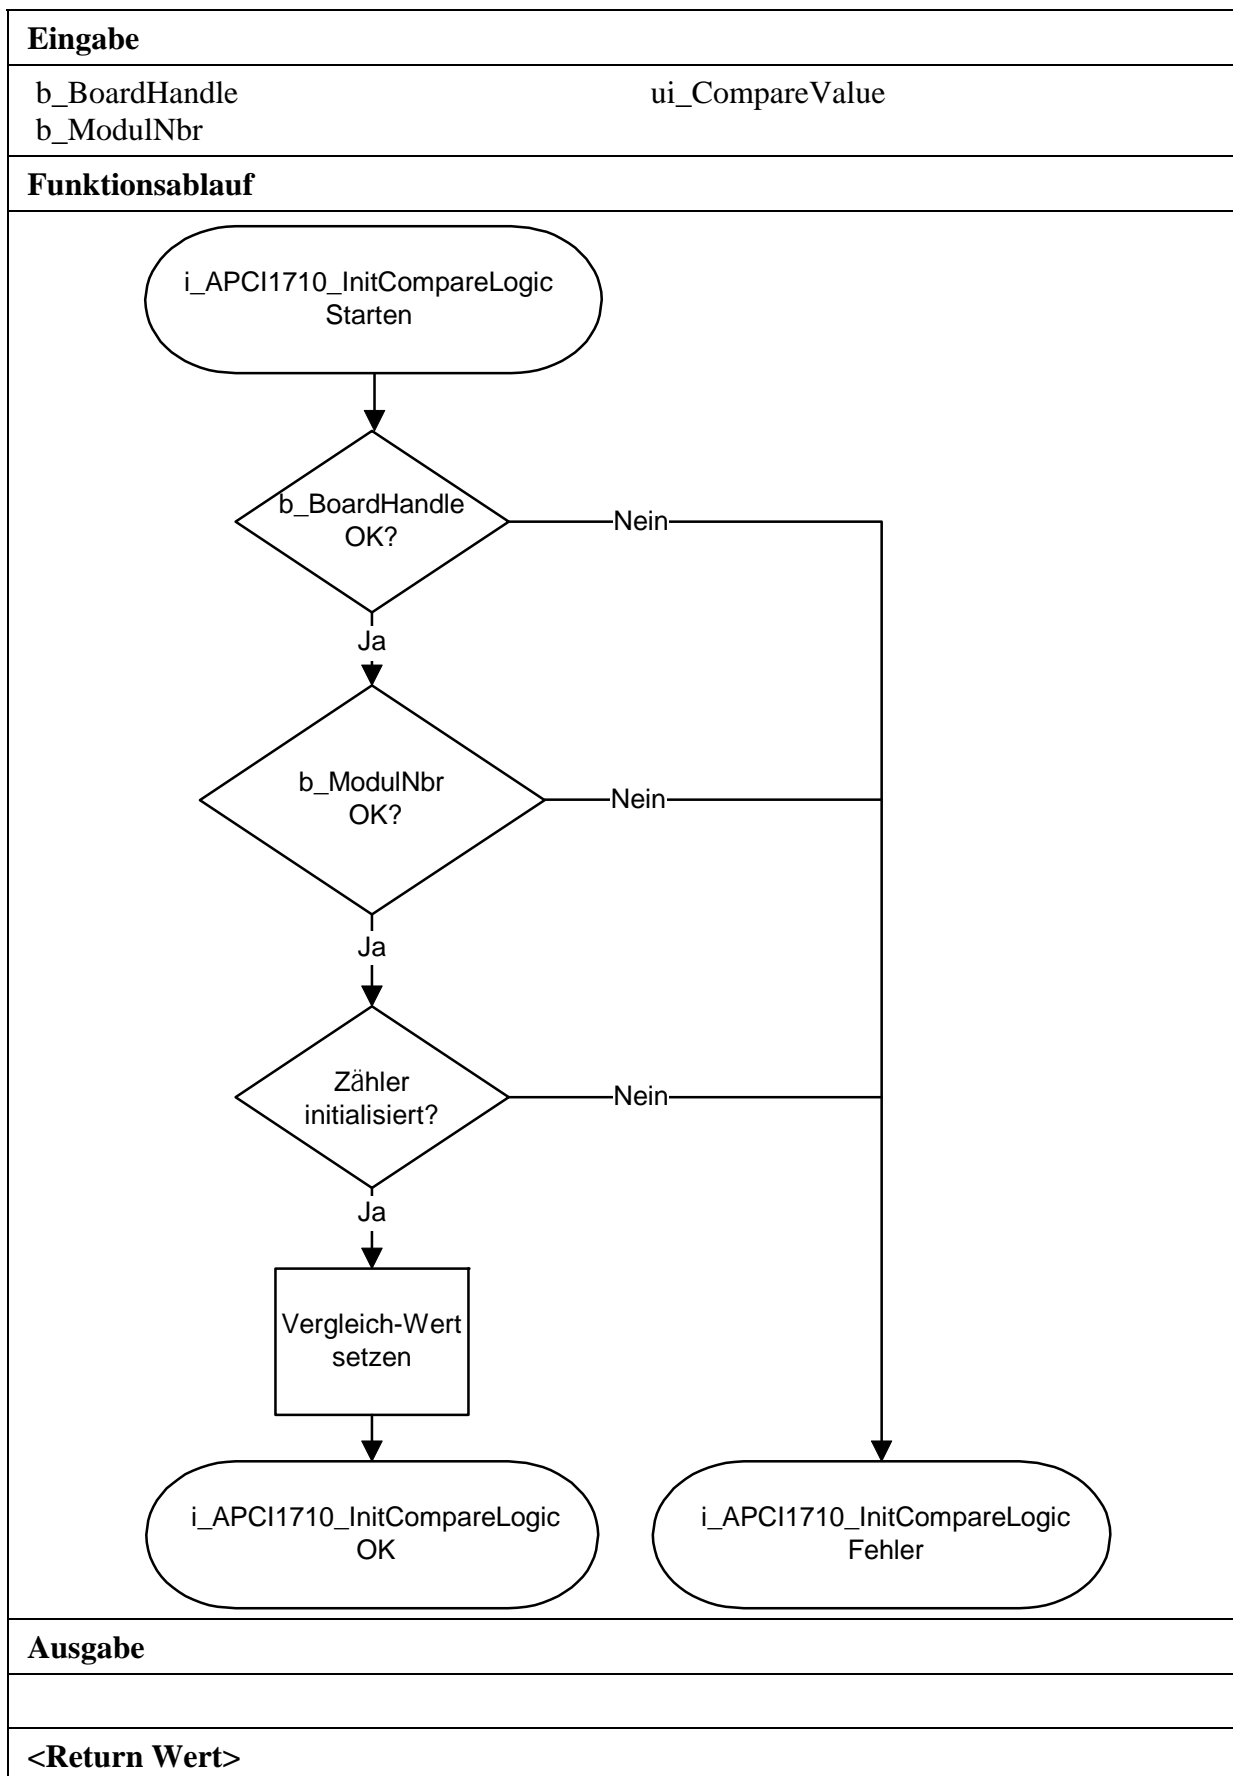 Eingabe
b_BoardHandle ui_CompareValue
b_ModulNbr
Funktionsablauf
i_APCI1710_InitCompareLogic
Starten
b_BoardHandle
OK?
Nein
Ja
b_ModulNbr
OK?
Nein
Ja
Zähler
initialisiert?
Nein
Ja
Vergleich-Wert
setzen
i_APCI1710_InitCompareLogic
OK
i_APCI1710_InitCompareLogic
Fehler
Ausgabe
<Return Wert>